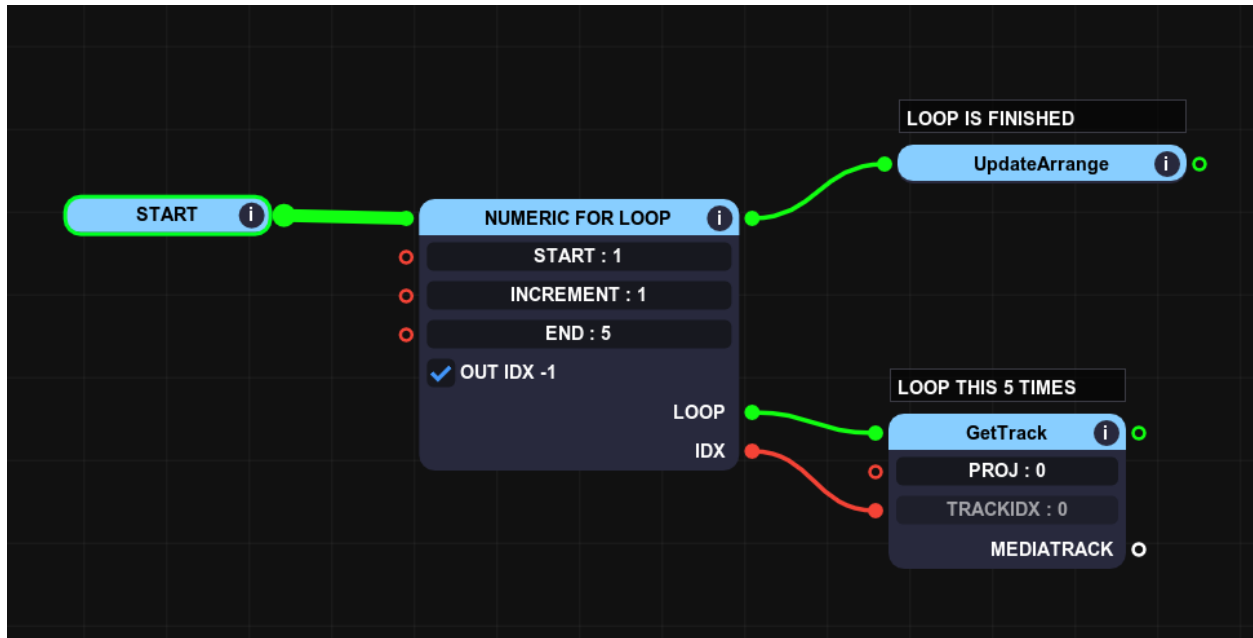 START i
NUMERIC FOR LOOP i
START : 1
INCREMENT : 1
END : 5
OUT IDX -1
LOOP
IDX
LOOP IS FINISHED
UpdateArrange i
LOOP THIS 5 TIMES
GetTrack i
PROJ : 0
TRACKIDX : 0
MEDIATRACK